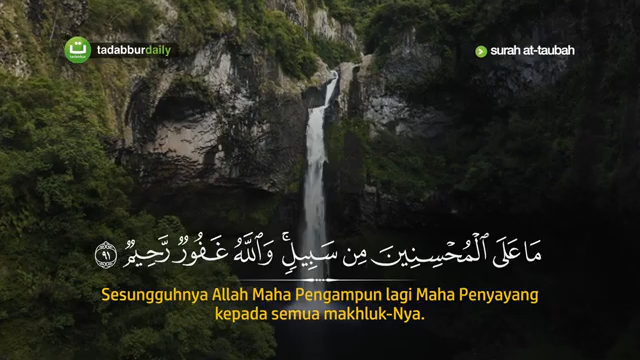 ت
tadabbur
tadabburdaily
surah at-taubah
مَا عَلَى ٱلْمُحْسِنِينَ مِن سَبِيلٍۚ وَٱللَّهُ غَفُورٌ رَّحِيمٌ ٩١
Sesungguhnya Allah Maha Pengampun lagi Maha Penyayang
kepada semua makhluk-Nya.